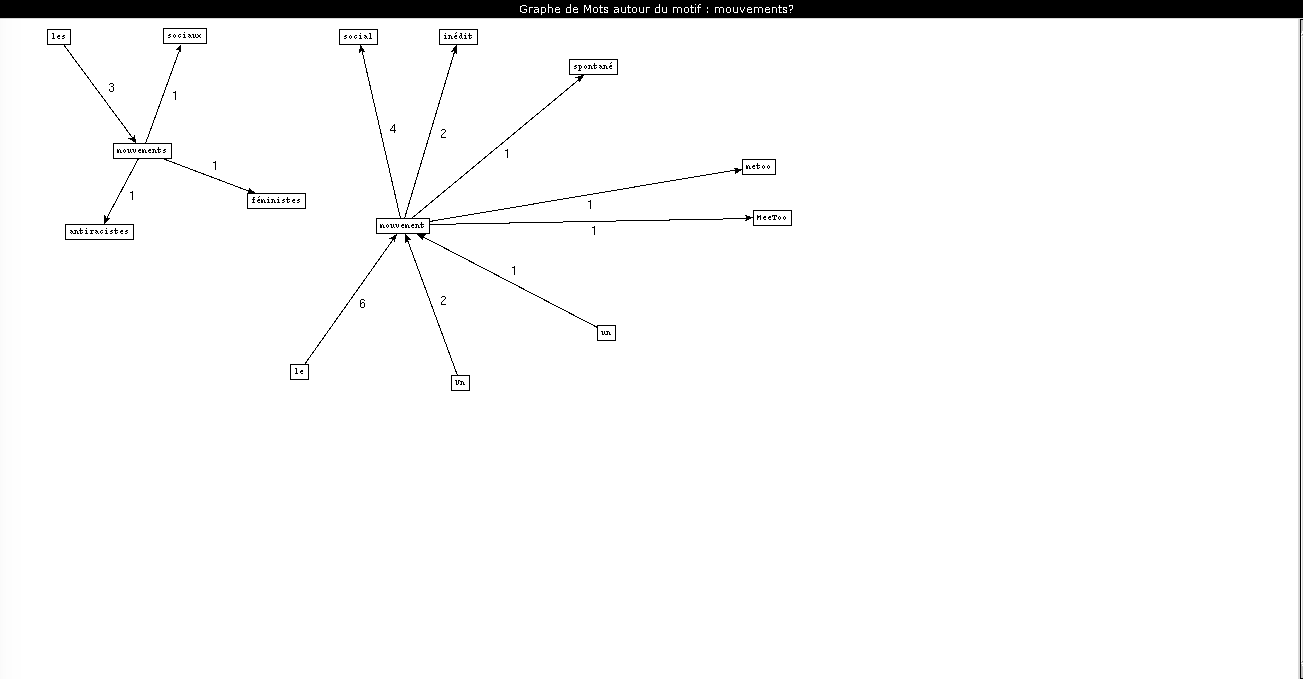 Graphe de Mots autour du motif : mouvements?
les
sociaux
social
inédit
spontané
3
1
4
2
1
mouvements
1
metoo
1
féministes
1
MeeToo
antiracistes
mouvement
1
1
6
2
un
le
Un